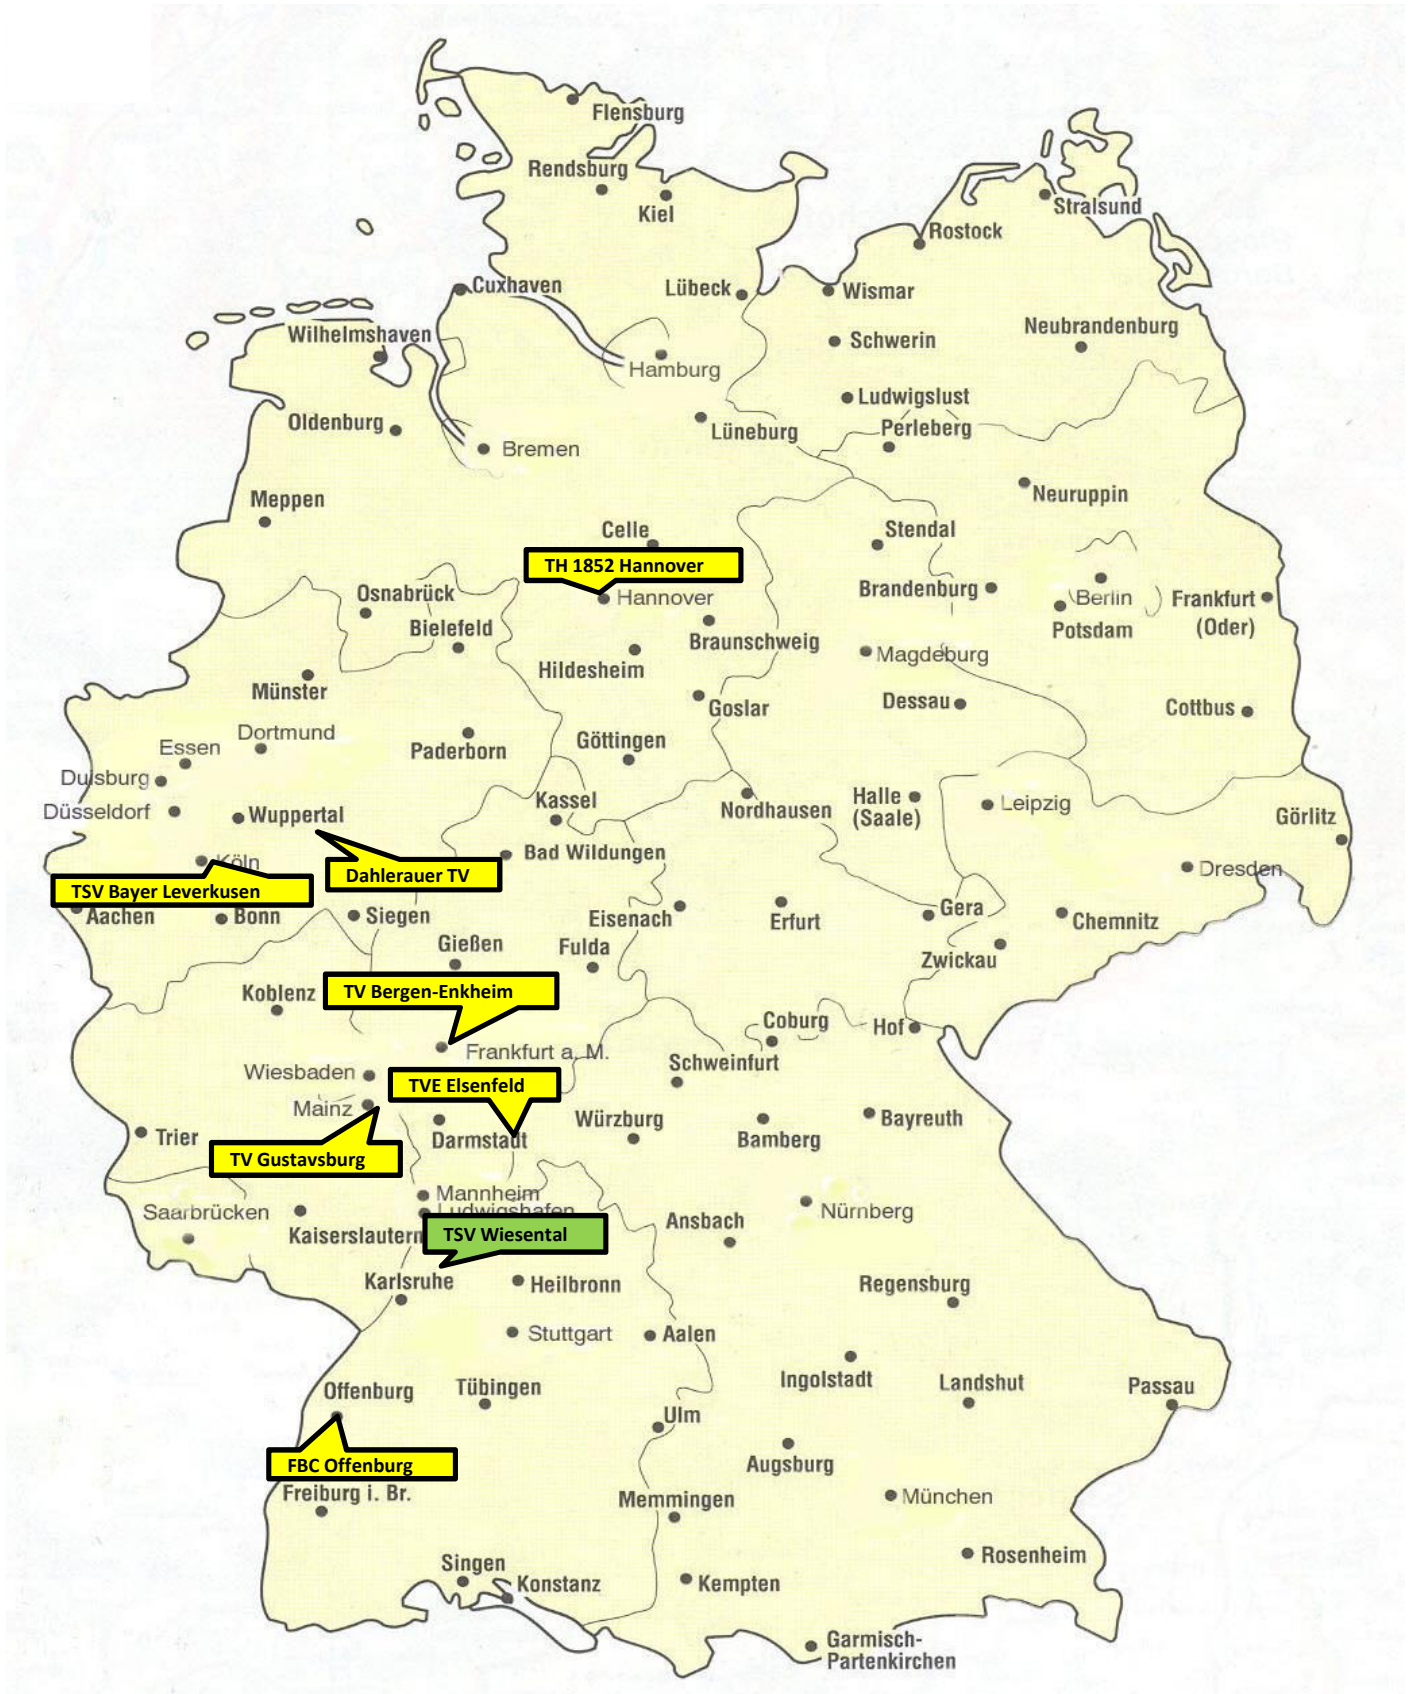 Flensburg
Rendsburg
Kiel
Stralsund
Rostock
Cuxhaven
Lübeck
Wismar
Wilhelmshaven
Schwerin
Neubrandenburg
Hamburg
Ludwigslust
Oldenburg
Lüneburg
Perleberg
Bremen
Meppen
Neuruppin
Celle
Stendal
TH 1852 Hannover
Osnabrück
Hannover
Brandenburg
Berlin
Frankfurt
(Oder)
Bielefeld
Braunschweig
Potsdam
Hildesheim
Magdeburg
Münster
Goslar
Dessau
Cottbus
Dortmund
Essen
Paderborn
Göttingen
Duisburg
Düsseldorf
Wuppertal
Kassel
Nordhausen
Halle
(Saale)
Leipzig
Görlitz
Köln
Bad Wildungen
Dresden
Dahlerauer TV
TSV Bayer Leverkusen
Aachen
Bonn
Siegen
Eisenach
Erfurt
Gera
Chemnitz
Gießen
Fulda
Zwickau
TV Bergen-Enkheim
Koblenz
Coburg
Hof
Frankfurt a. M.
Schweinfurt
Wiesbaden
TVE Elsenfeld
Mainz
Würzburg
Bayreuth
Trier
Darmstadt
Bamberg
TV Gustavsburg
Mannheim
Ludwigshafen
Saarbrücken
Kaiserslautern
TSV Wiesental
Ansbach
Nürnberg
Karlsruhe
Heilbronn
Regensburg
Stuttgart
Aalen
Ingolstadt
Landshut
Passau
Offenburg
Tübingen
Ulm
FBC Offenburg
Augsburg
Freiburg i. Br.
Memmingen
München
Rosenheim
Singen
Konstanz
Kempten
Garmisch-
Partenkirchen